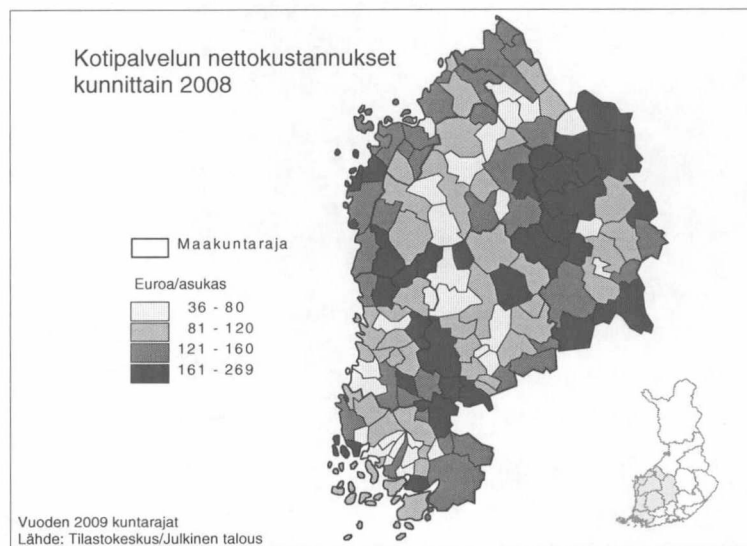 Kotipalvelun nettokustannukset
kunnittain 2008
Maakuntaraja
Euroa/asukas
36 - 80
81 - 120
121 - 160
161 - 269
Vuoden 2009 kuntarajat
Lähde: Tilastokeskus/Julkinen talous